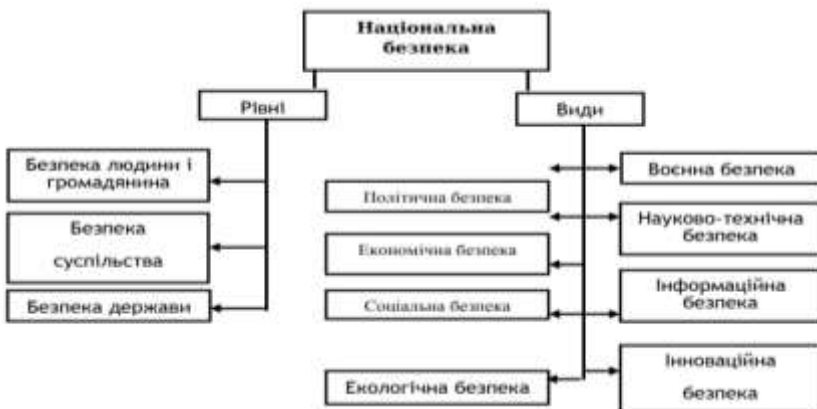 Національна
безпека
Рівні
Види
Безпека людини і
громадянина
Безпека
суспільства
Безпека держави
Політична безпека
Економічна безпека
Соціальна безпека
Екологічна безпека
Воєнна безпека
Науково-технічна
безпека
Інформаційна
безпека
Інноваційна
безпека